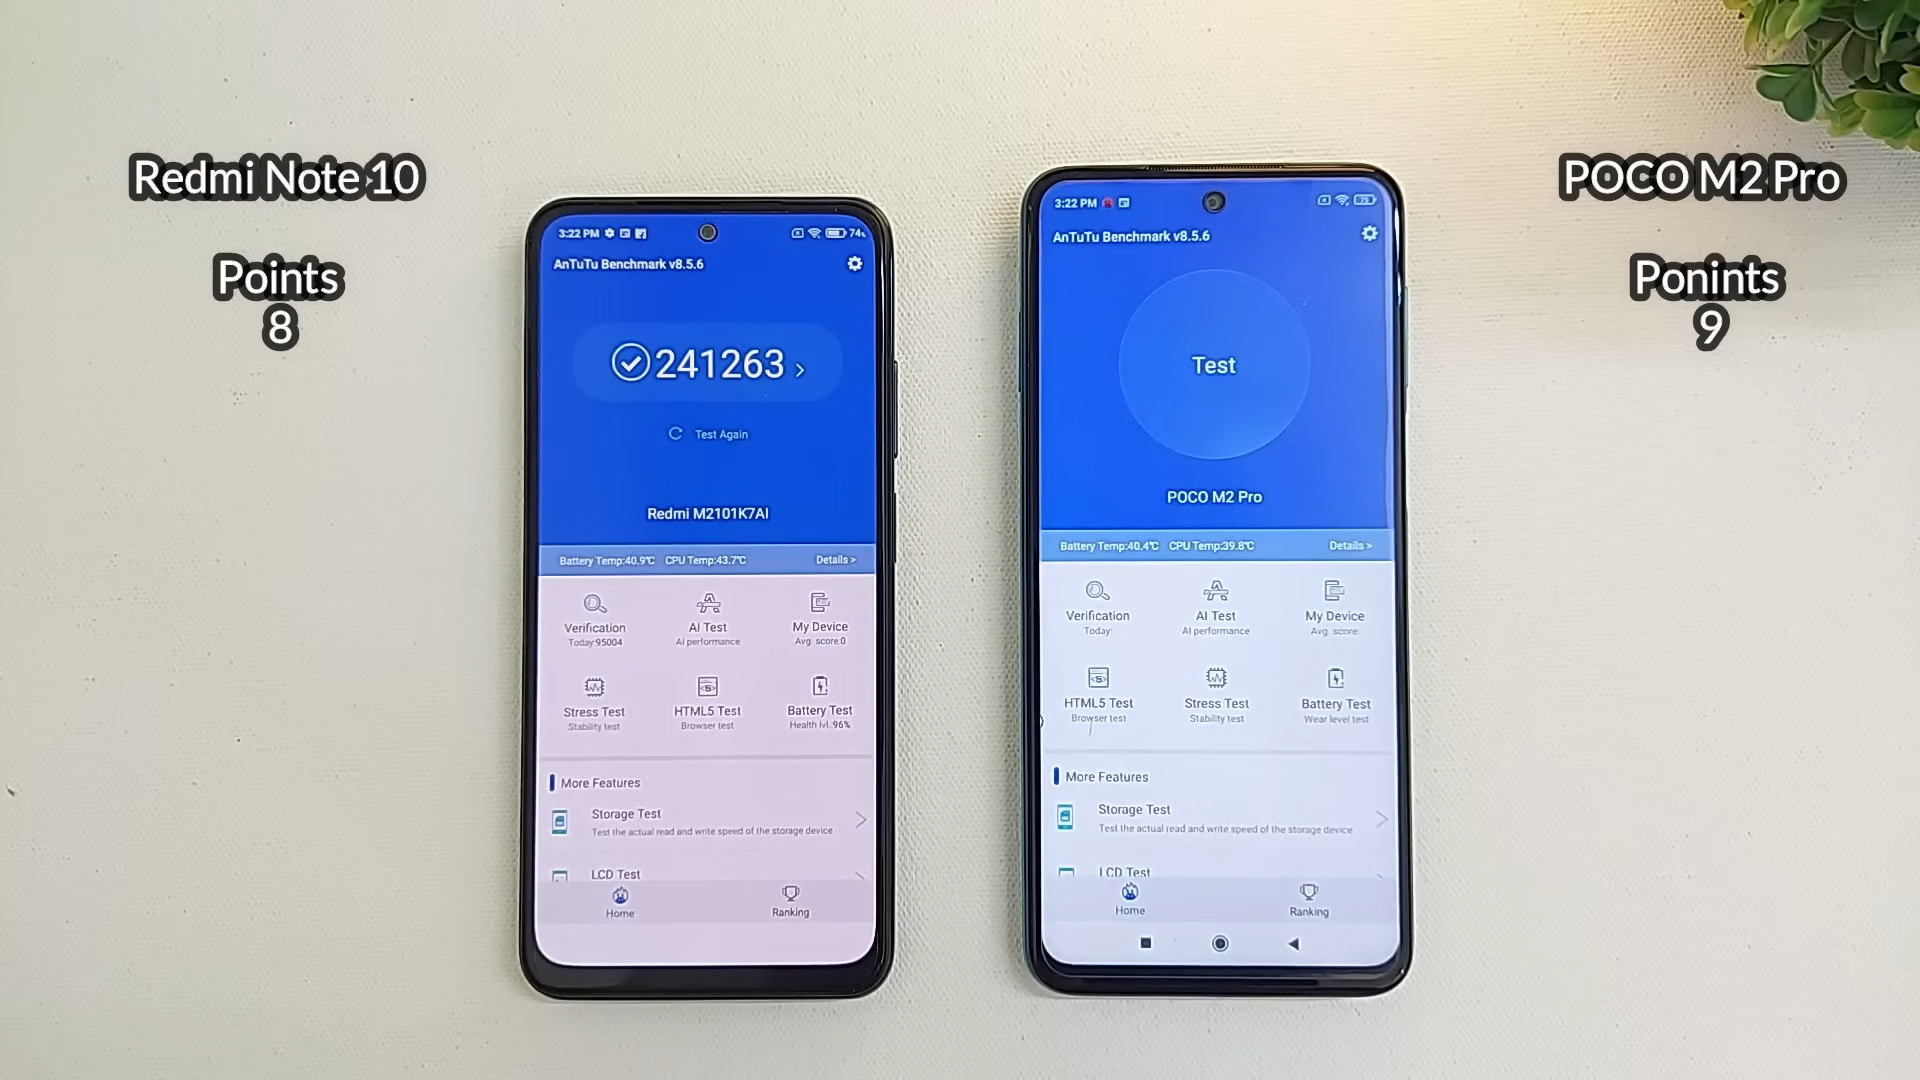 Redmi Note 10
Points
8
POCO M2 Pro
Ponints
9
3:22 PM
74%
AnTuTu Benchmark v8.5.6
241263 >
Test Again
Redmi M2101K7AI
Battery Temp:40.9℃ CPU Temp:43.7℃ Details >
Verification AI Test My Device
Today:95004 AI performance Avg. score:0
Stress Test HTML5 Test Battery Test
Stability test Browser test Health lvl. 96%
More Features
Storage Test
Test the actual read and write speed of the storage device
LCD Test
Home Ranking
3:22 PM
AnTuTu Benchmark v8.5.6
Test
POCO M2 Pro
Battery Temp:40.4℃ CPU Temp:39.8℃ Details >
Verification AI Test My Device
Today: AI performance Avg. score:
HTML5 Test Stress Test Battery Test
Browser test Stability test Wear level test
More Features
Storage Test
Test the actual read and write speed of the storage device
LCD Test
Home Ranking